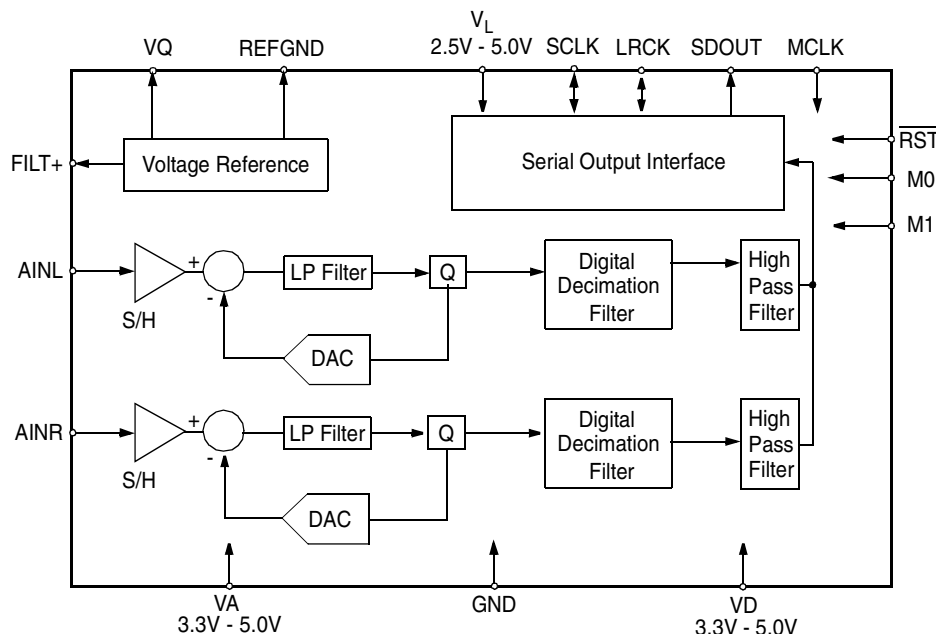 VL
VQ REFGND 2.5V - 5.0V SCLK LRCK SDOUT MCLK
RST
FILT+ Voltage Reference Serial Output Interface
M0
M1
AINL + LP Filter Q Digital Decimation Filter High Pass Filter
-
S/H
DAC
AINR + LP Filter Q Digital Decimation Filter High Pass Filter
-
S/H
DAC
VA GND VD
3.3V - 5.0V 3.3V - 5.0V